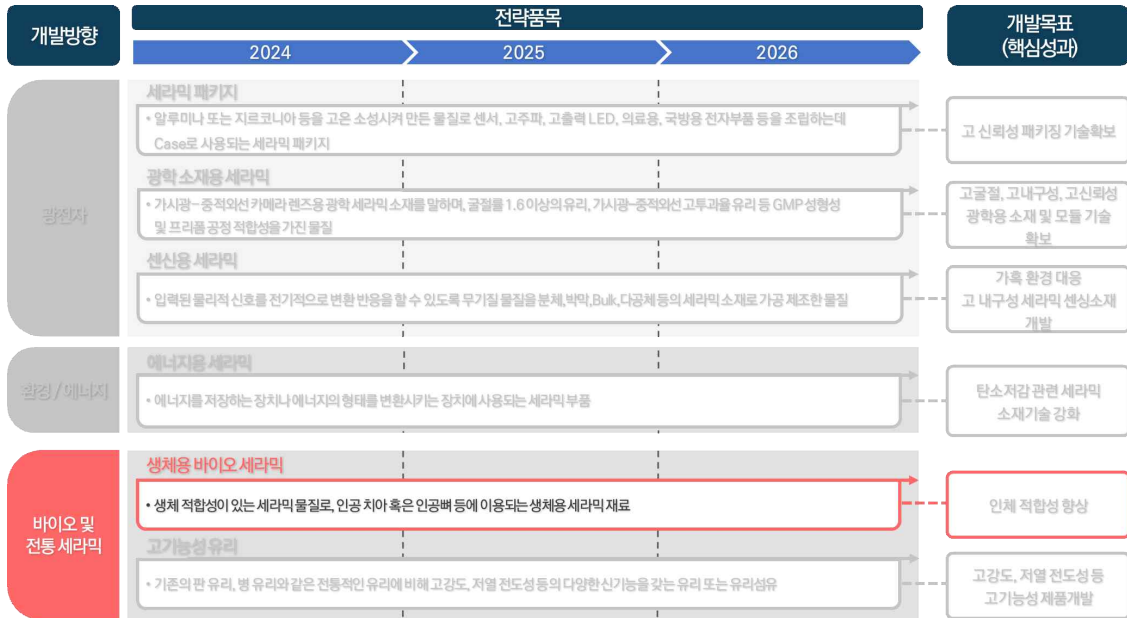 개발방향
전략품목
2024
2025
2026
개발목표
(핵심성과)
광전자
세라믹 패키지
• 알루미나 또는 지르코니아 등을 고온 소성시켜 만든 물질로 센서, 고주파, 고출력 LED, 의료용, 국방용 전자부품 등을 조립하는데
Case로 사용되는 세라믹 패키지
고 신뢰성 패키징 기술확보
광학 소재용 세라믹
• 가시광-중적외선 카메라 렌즈용 광학 세라믹 소재를 말하며, 굴절률 1.6 이상의 유리, 가시광-중적외선 고투과율 유리 등 GMP 성형성
및 프리폼 공정 적합성을 가진 물질
고굴절, 고내구성, 고신뢰성
광학용 소재 및 모듈 기술
확보
센신용 세라믹
• 입력된 물리적 신호를 전기적으로 변환 반응을 할 수 있도록 무기질 물질을 분체,박막,Bulk,다공체 등의 세라믹 소재로 가공 제조한 물질
가혹 환경 대응
고 내구성 세라믹 센싱소재
개발
환경 / 에너지
에너지용 세라믹
• 에너지를 저장하는 장치나 에너지의 형태를 변환시키는 장치에 사용되는 세라믹 부품
탄소저감 관련 세라믹
소재기술 강화
바이오 및
전통 세라믹
생체용 바이오 세라믹
• 생체 적합성이 있는 세라믹 물질로, 인공 치아 혹은 인공뼈 등에 이용되는 생체용 세라믹 재료
인체 적합성 향상
고기능성 유리
• 기존의 판 유리, 병 유리와 같은 전통적인 유리에 비해 고강도, 저열 전도성 등의 다양한 신기능을 갖는 유리 또는 유리섬유
고강도, 저열 전도성 등
고기능성 제품개발